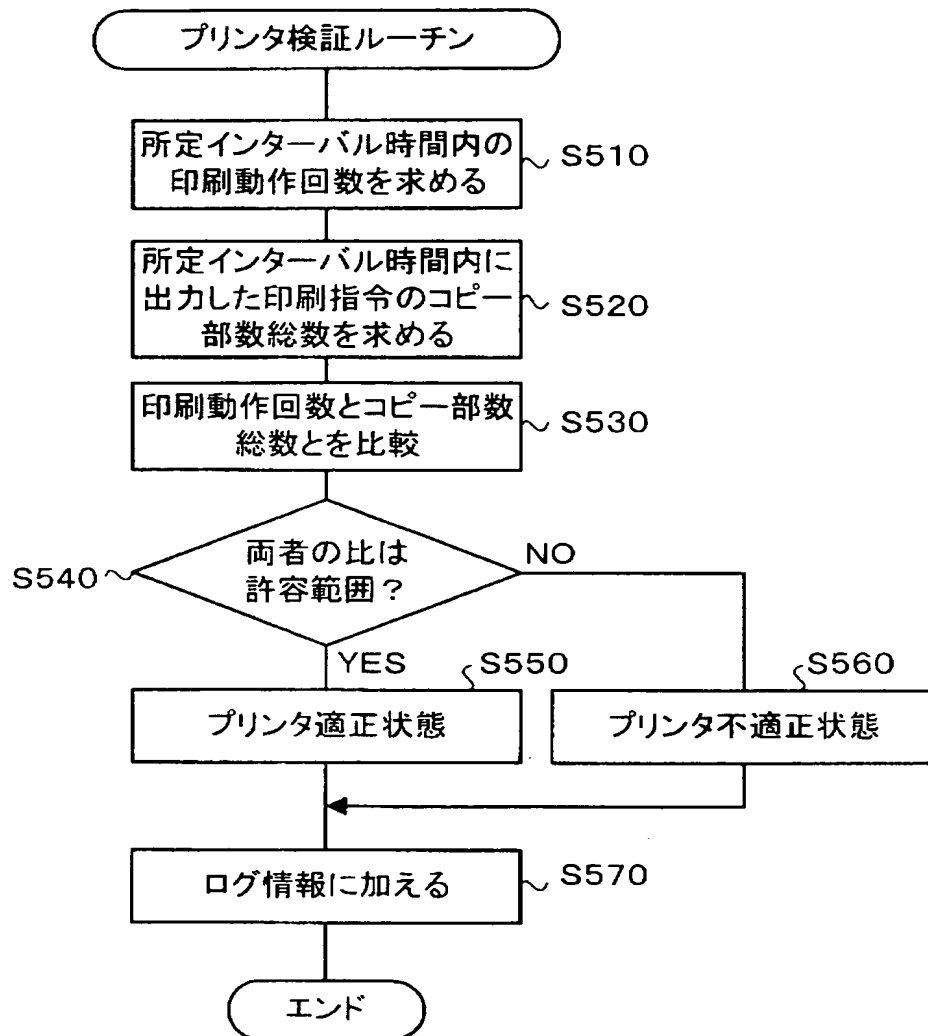 プリンタ検証ルーチン
所定インターバル時間内の
印刷動作回数を求める
S510
所定インターバル時間内に
出力した印刷指令のコピー
部数総数を求める
S520
印刷動作回数とコピー部数
総数とを比較
S530
両者の比は
許容範囲?
S540
NO
YES
S550
プリンタ適正状態
S560
プリンタ不適正状態
ログ情報に加える
S570
エンド